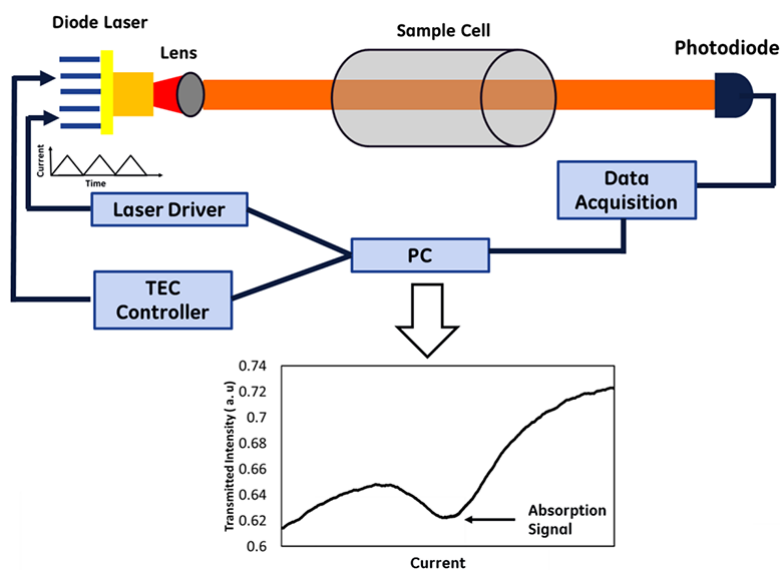 Diode Laser
Lens
Sample Cell
Photodiode
Current
Time
Laser Driver
TEC
Controller
PC
Data
Acquisition
Transmitted Intensity ( a. u)
0.74
0.72
0.7
0.68
0.66
0.64
0.62
0.6
Absorption
Signal
Current